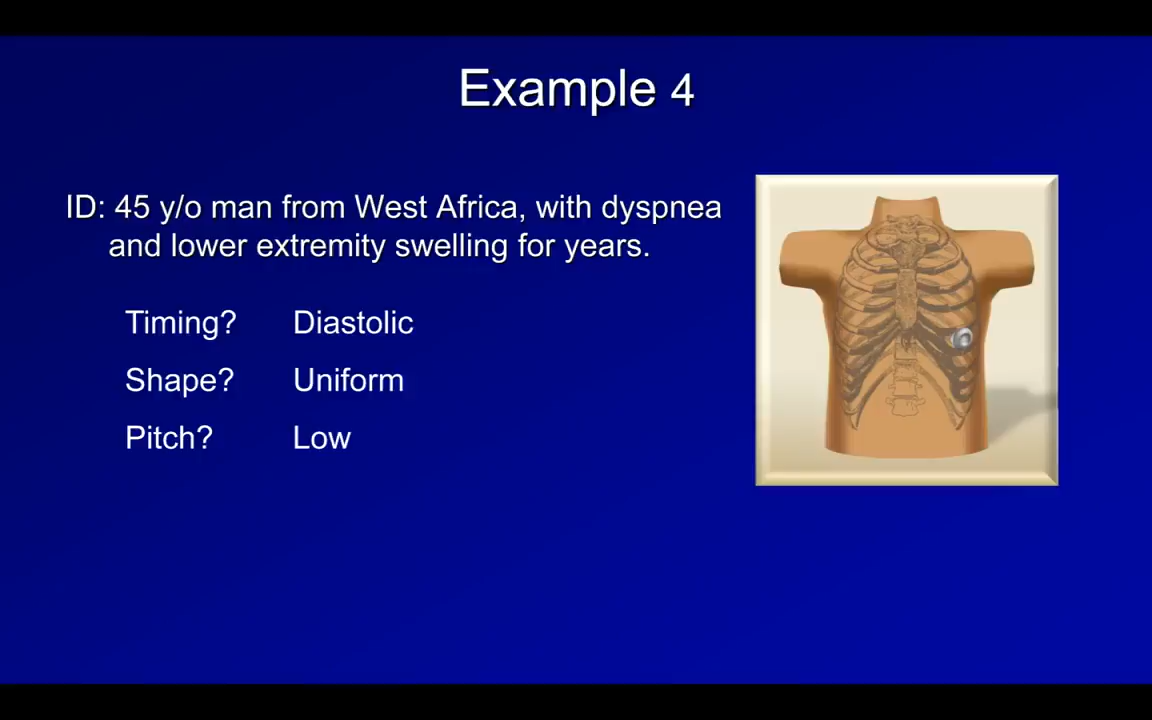 Example 4
ID: 45 y/o man from West Africa, with dyspnea
and lower extremity swelling for years.
Timing? Diastolic
Shape? Uniform
Pitch? Low